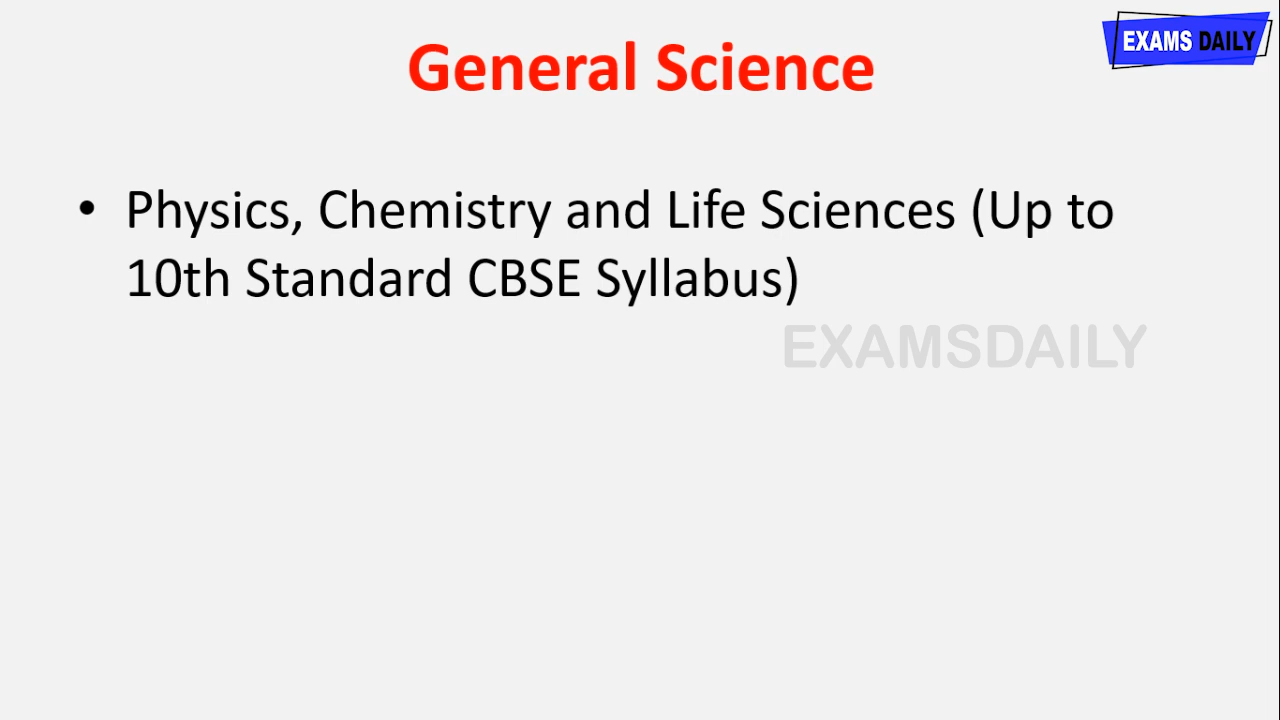 EXAMS DAILY
General Science
• Physics, Chemistry and Life Sciences (Up to
10th Standard CBSE Syllabus)
EXAMSDAILY